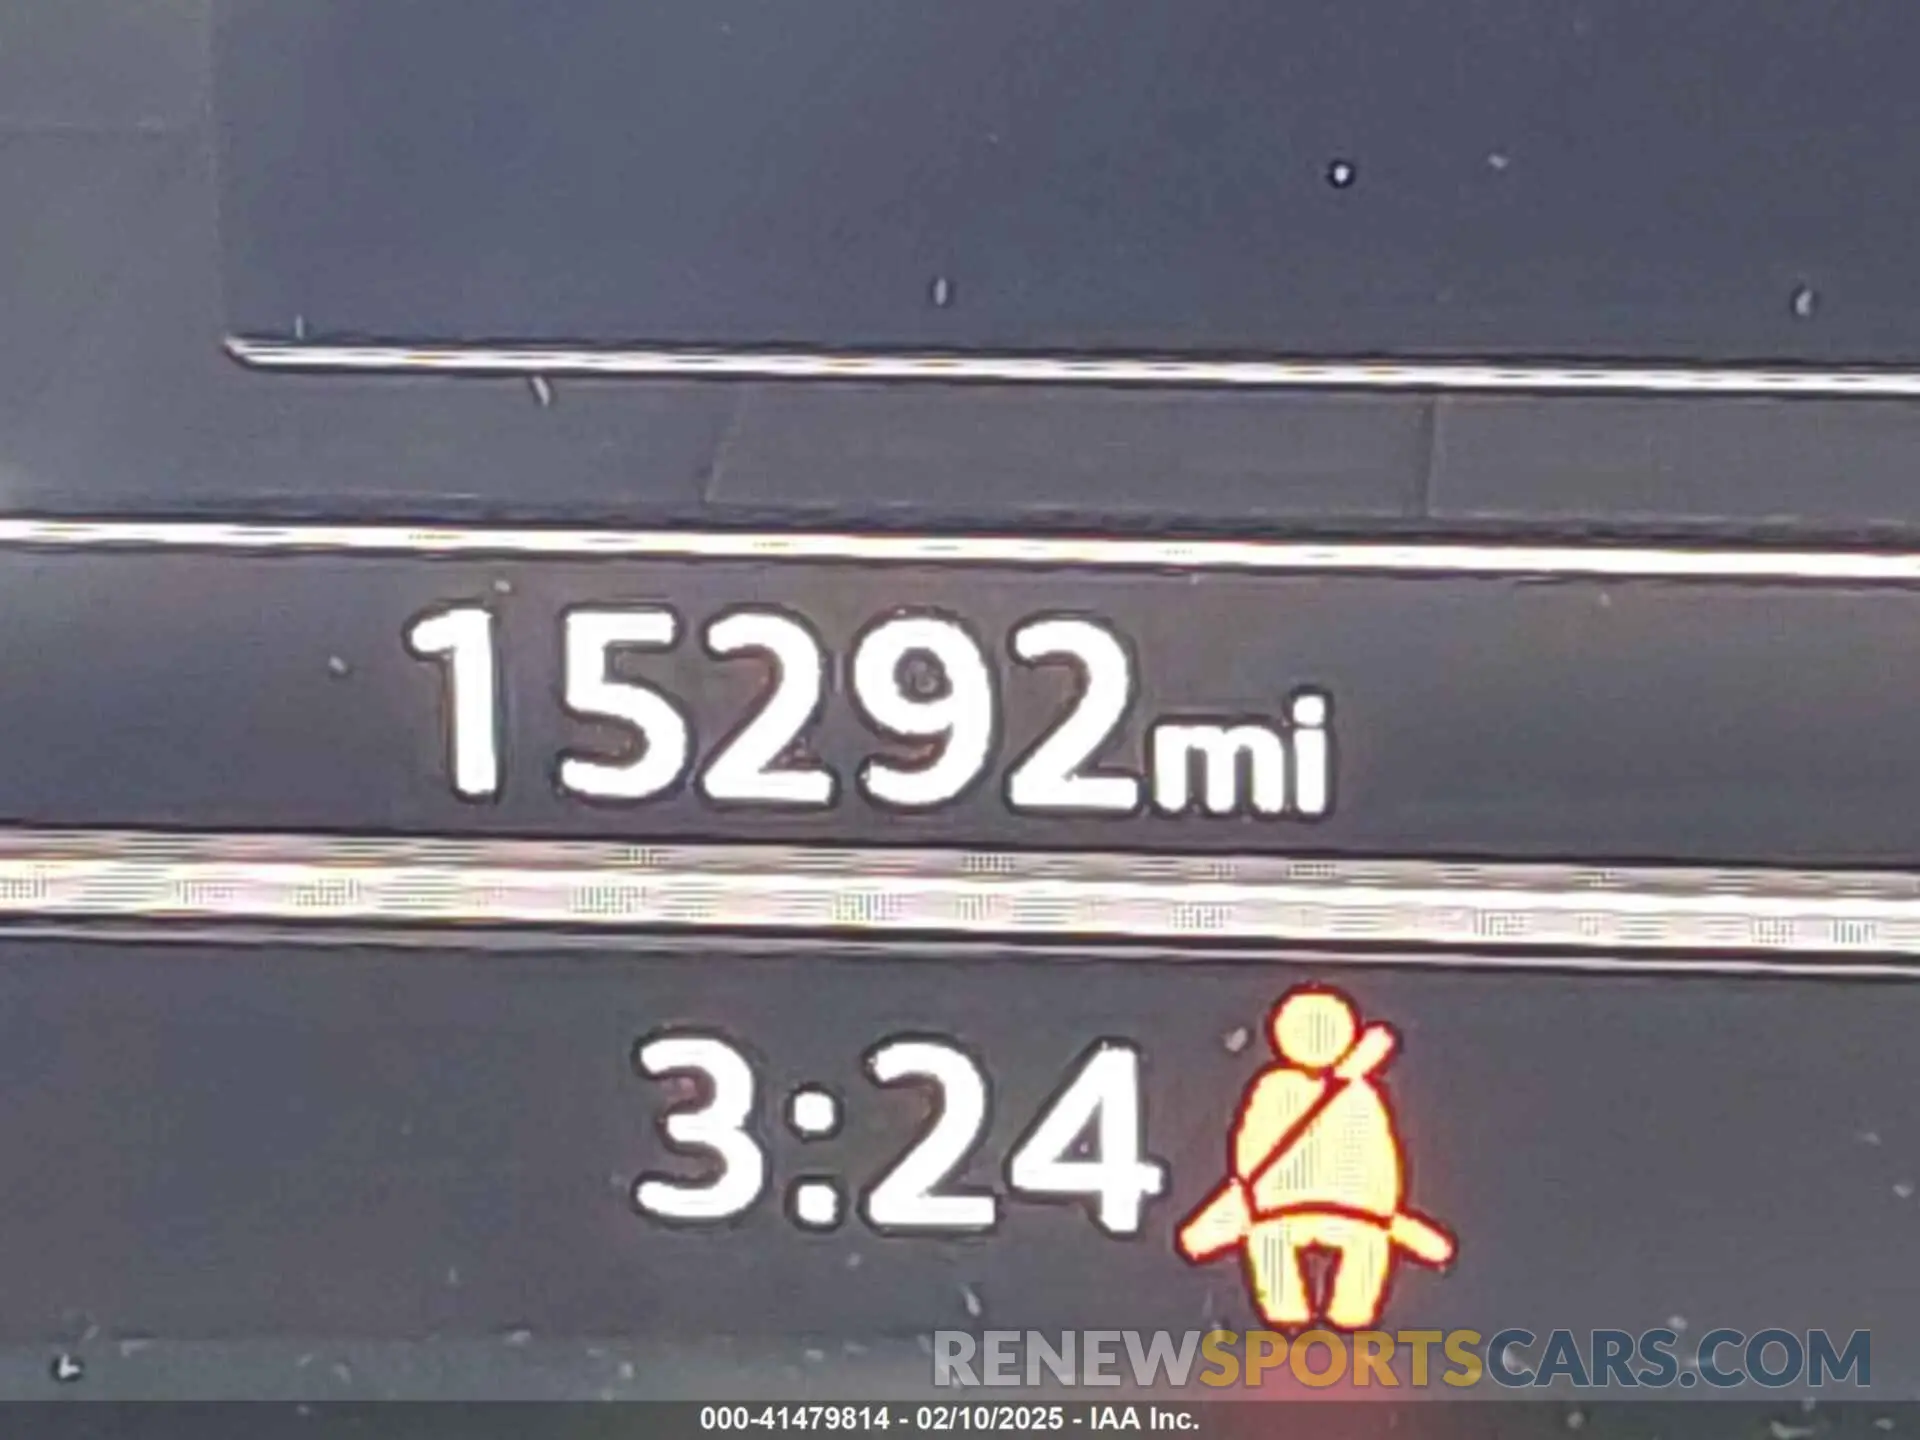 15292mi
3:24
RENEWSPORTSCARS.COM
000-41479814 - 02/10/2025 - IAA Inc.